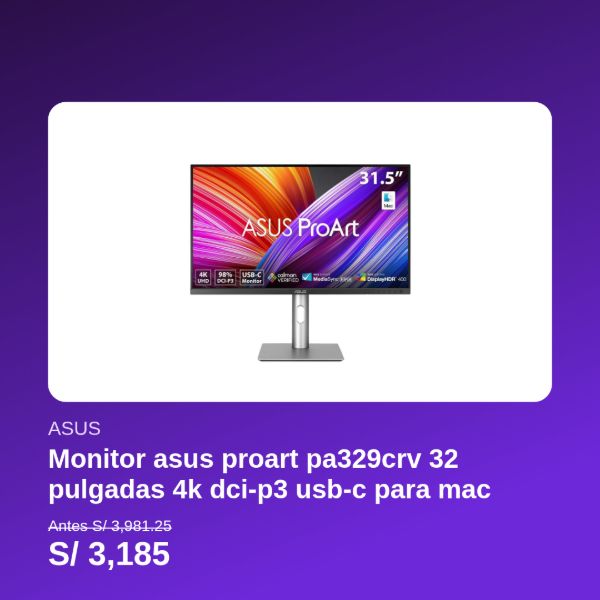 31.5”
Mac
ASUS ProArt
4K UHD
98% DCI-P3
USB-C Monitor
calman VERIFIED
DisplayHDR 400
ASUS
Monitor asus proart pa329crv 32
pulgadas 4k dci-p3 usb-c para mac
Antes S/ 3,981.25
S/ 3,185